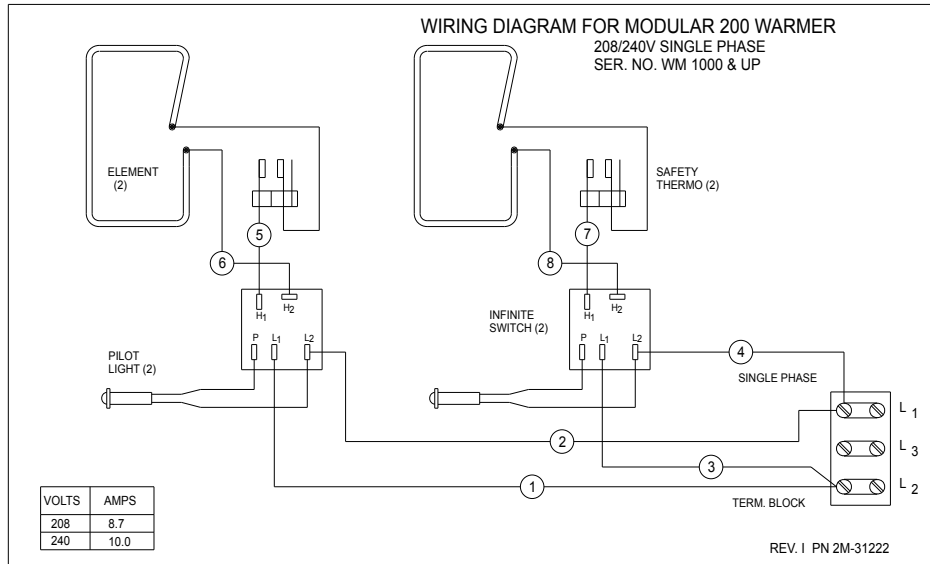 WIRING DIAGRAM FOR MODULAR 200 WARMER
208/240V SINGLE PHASE
SER. NO. WM 1000 & UP
ELEMENT
(2)
SAFETY
THERMO (2)
5
6
7
8
H1
H2
P
L1
L2
H1
H2
P
L1
L2
INFINITE
SWITCH (2)
PILOT
LIGHT (2)
4
SINGLE PHASE
L 1
L 3
L 2
2
3
1
TERM. BLOCK
VOLTS AMPS
208 8.7
240 10.0
REV. I PN 2M-31222